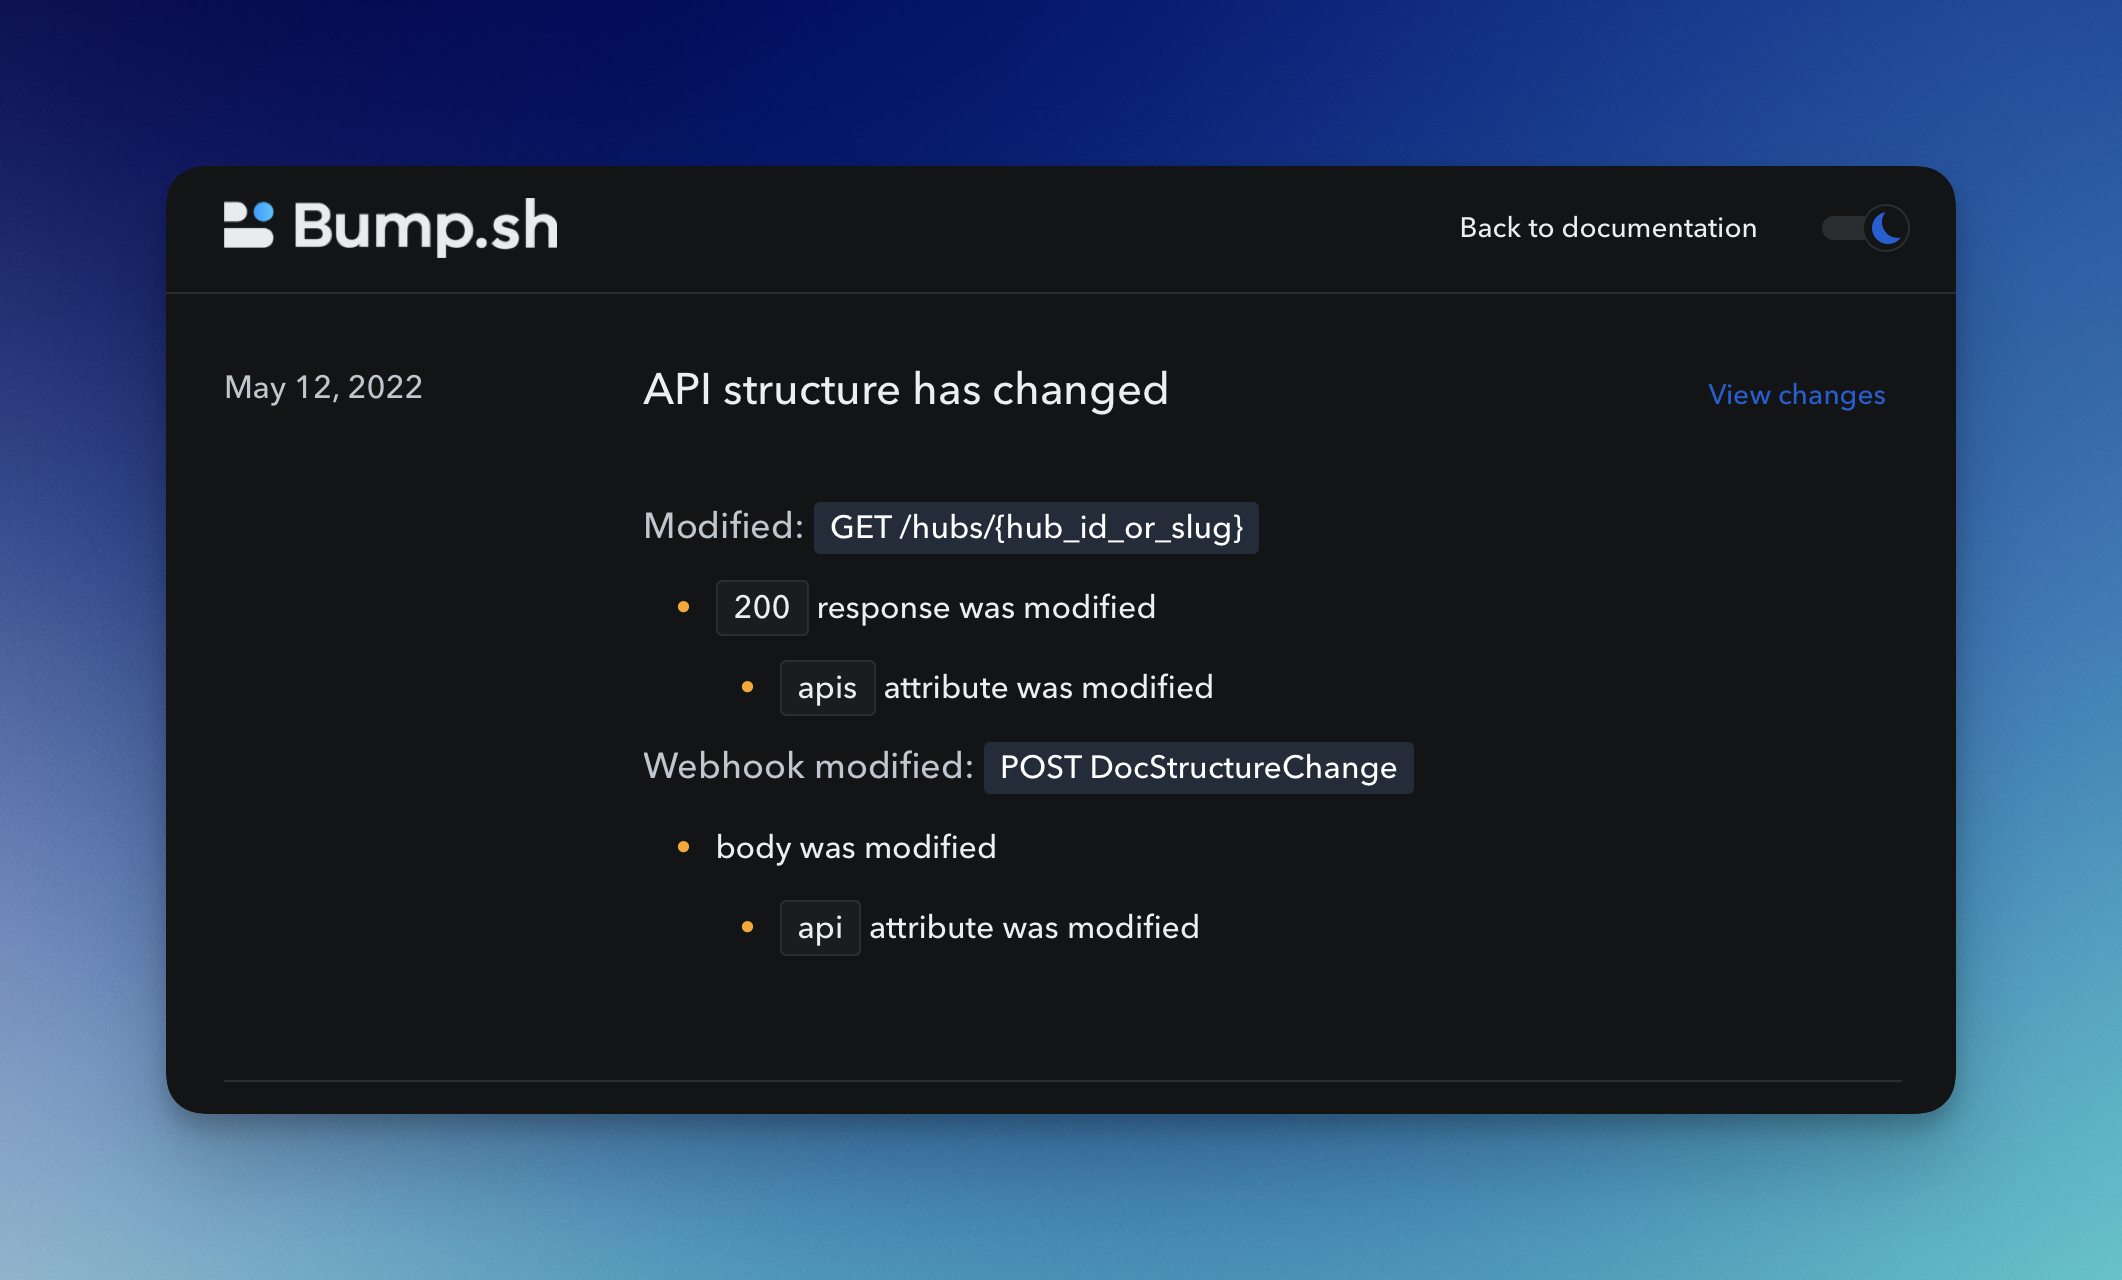 Bump.sh
Back to documentation
May 12, 2022
API structure has changed
View changes
Modified: GET /hubs/{hub_id_or_slug}
200 response was modified
apis attribute was modified
Webhook modified: POST DocStructureChange
body was modified
api attribute was modified